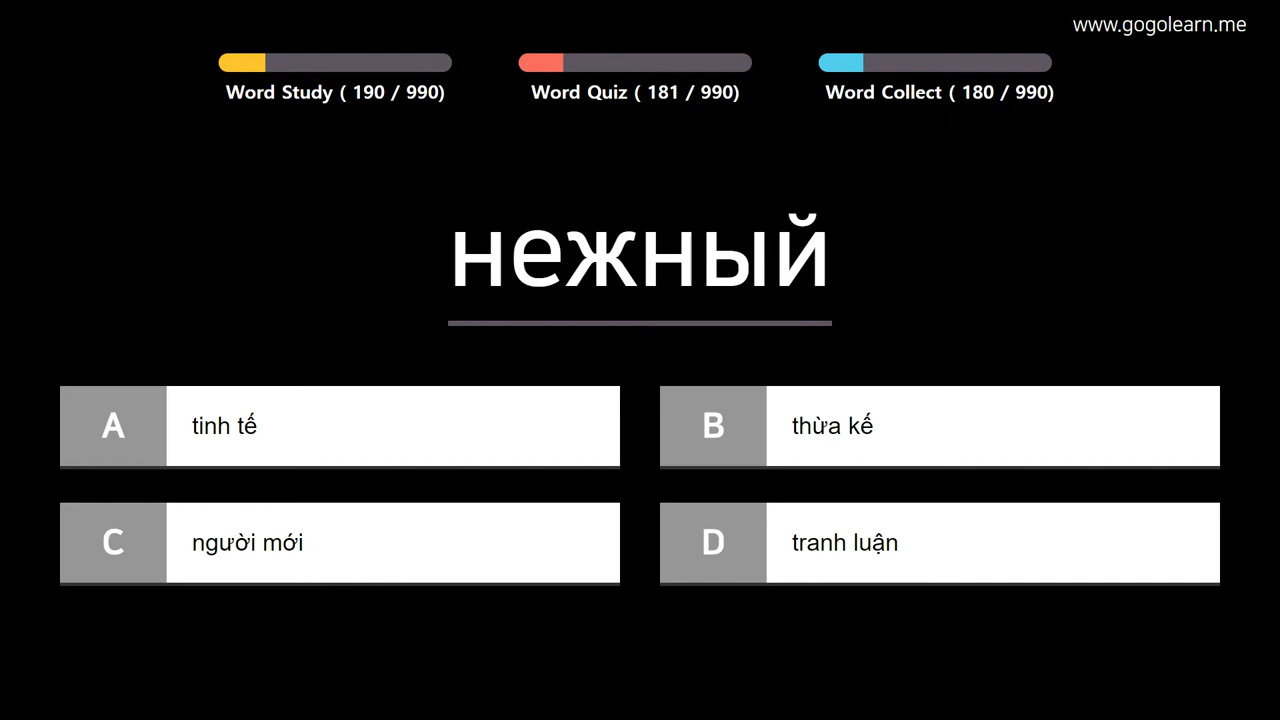 www.gogolearn.me
Word Study ( 190 / 990)
Word Quiz ( 181 / 990)
Word Collect ( 180 / 990)
нежный
A tinh tế
B thừa kế
C người mới
D tranh luận